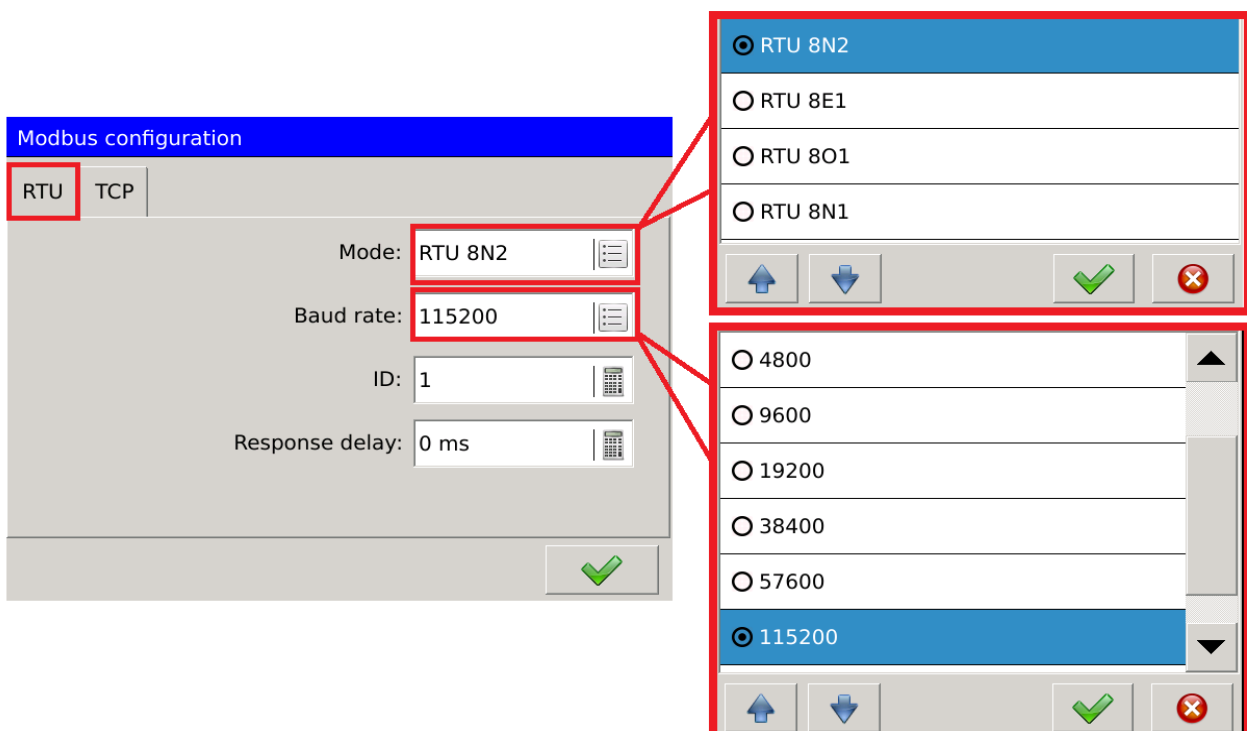 Modbus configuration
RTU TCP
Mode: RTU 8N2
Baud rate: 115200
ID: 1
Response delay: 0 ms
RTU 8N2
RTU 8E1
RTU 8O1
RTU 8N1
4800
9600
19200
38400
57600
115200